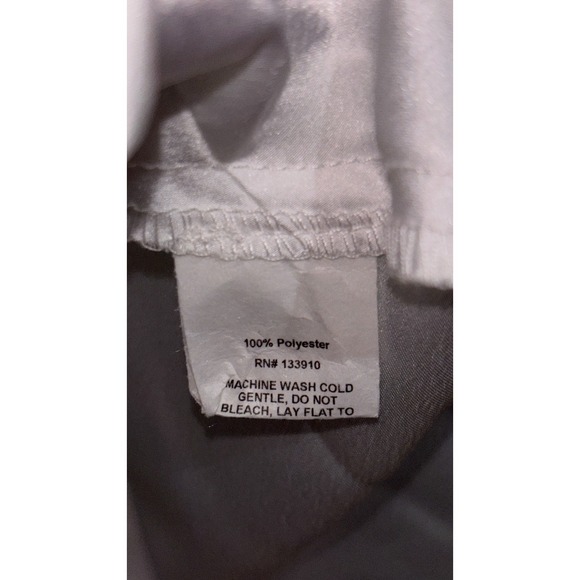 100% Polyester
RN# 133910
MACHINE WASH COLD
GENTLE, DO NOT
BLEACH, LAY FLAT TO